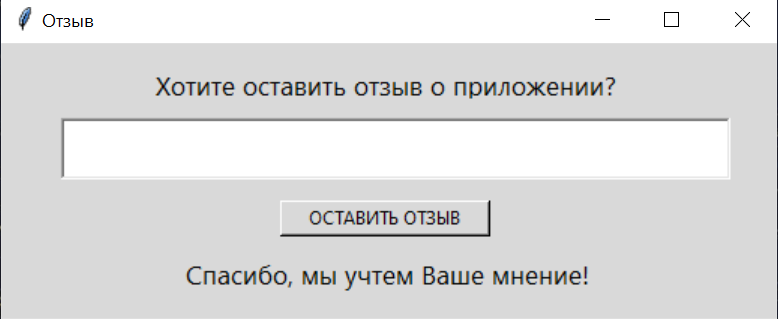 Отзыв
Хотите оставить отзыв о приложении?
ОСТАВИТЬ ОТЗЫВ
Спасибо, мы учтем Ваше мнение!